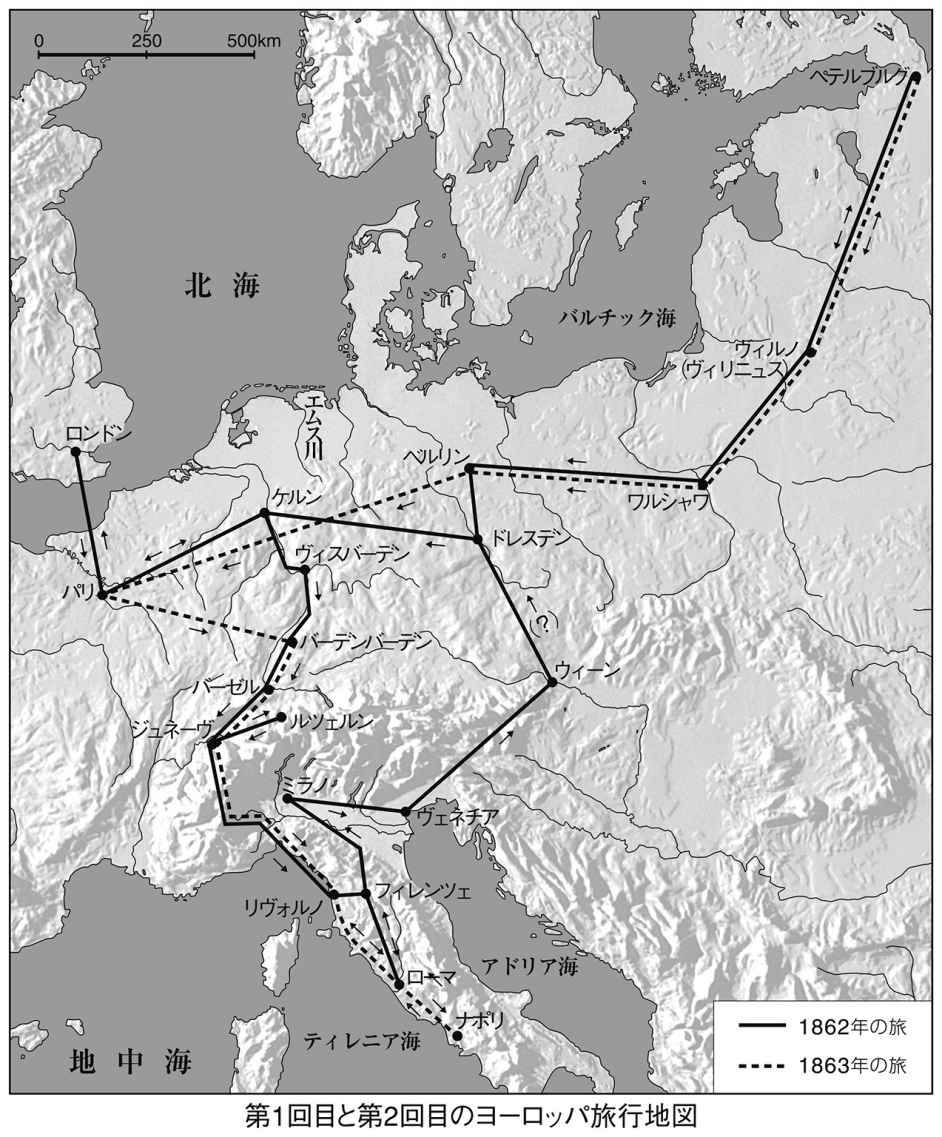 0 250 500km
ペテルブルグ
北海
バルチック海
ヴィルノ
(ヴィリニュス)
エムス川
ロンドン
ベルリン
ワルシャワ
ケルン
ドレスデン
ヴィスバーデン
パリ
(?)
バーデンバーデン
ウィーン
バーゼル
ルツェルン
ジュネーヴ
ミラノ
ヴェネチア
フィレンツェ
リヴォルノ
アドリア海
ローマ
ナポリ
ティレニア海
地中海
1862年の旅
1863年の旅
第1回目と第2回目のヨーロッパ旅行地図